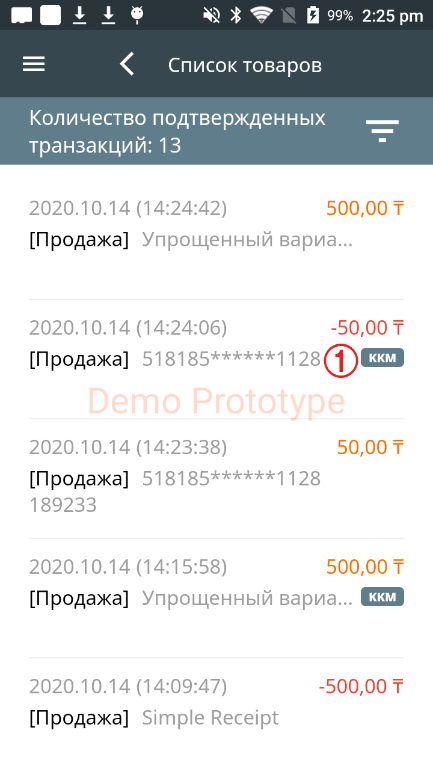 99% 2:25 pm
Список товаров
Количество подтвержденных
транзакций: 13
2020.10.14 (14:24:42) 500,00 ₸
[Продажа] Упрощенный вариа...
2020.10.14 (14:24:06) -50,00 ₸
[Продажа] 518185******1128 1 ККМ
Demo Prototype
2020.10.14 (14:23:38) 50,00 ₸
[Продажа] 518185******1128
189233
2020.10.14 (14:15:58) 500,00 ₸
[Продажа] Упрощенный вариа... ККМ
2020.10.14 (14:09:47) -500,00 ₸
[Продажа] Simple Receipt